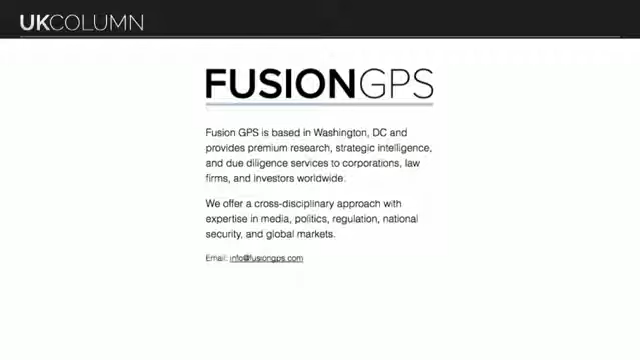 UKCOLUMN
FUSIONGPS
Fusion GPS is based in Washington, DC and
provides premium research, strategic intelligence,
and due diligence services to corporations, law
firms, and investors worldwide.
We offer a cross-disciplinary approach with
expertise in media, politics, regulation, national
security, and global markets.
Email: info@fusiongps.com